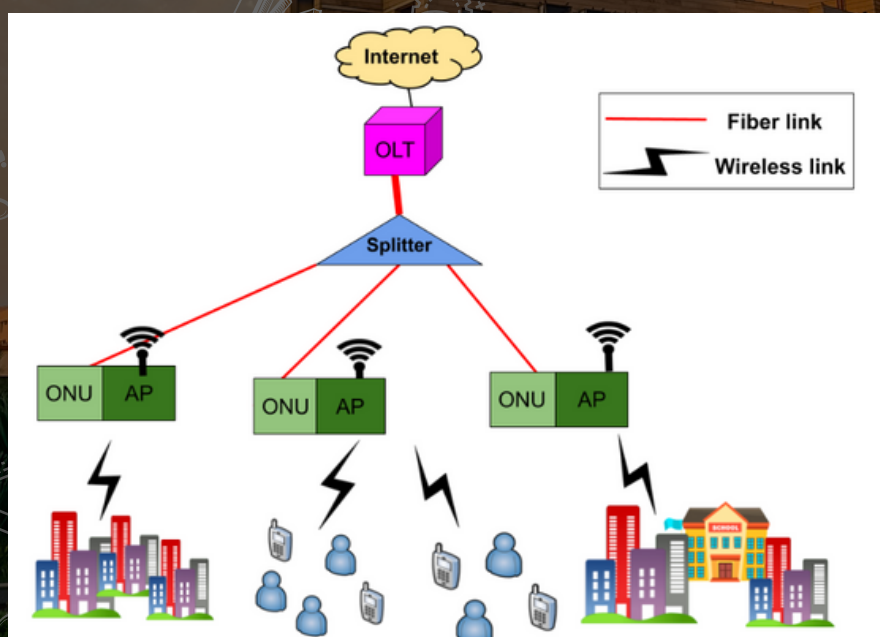 Internet
OLT
Fiber link
Wireless link
Splitter
ONU AP
ONU AP
ONU AP
SCHOOL